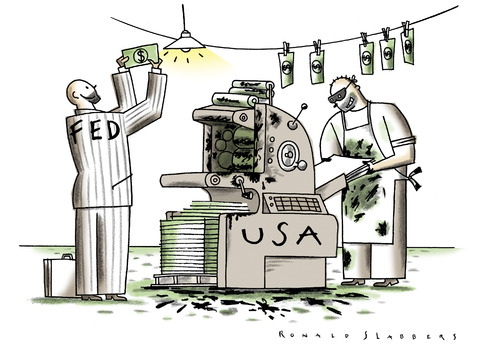 $
$ $ $ $ $
FED
USA
RONALD SLABBERS